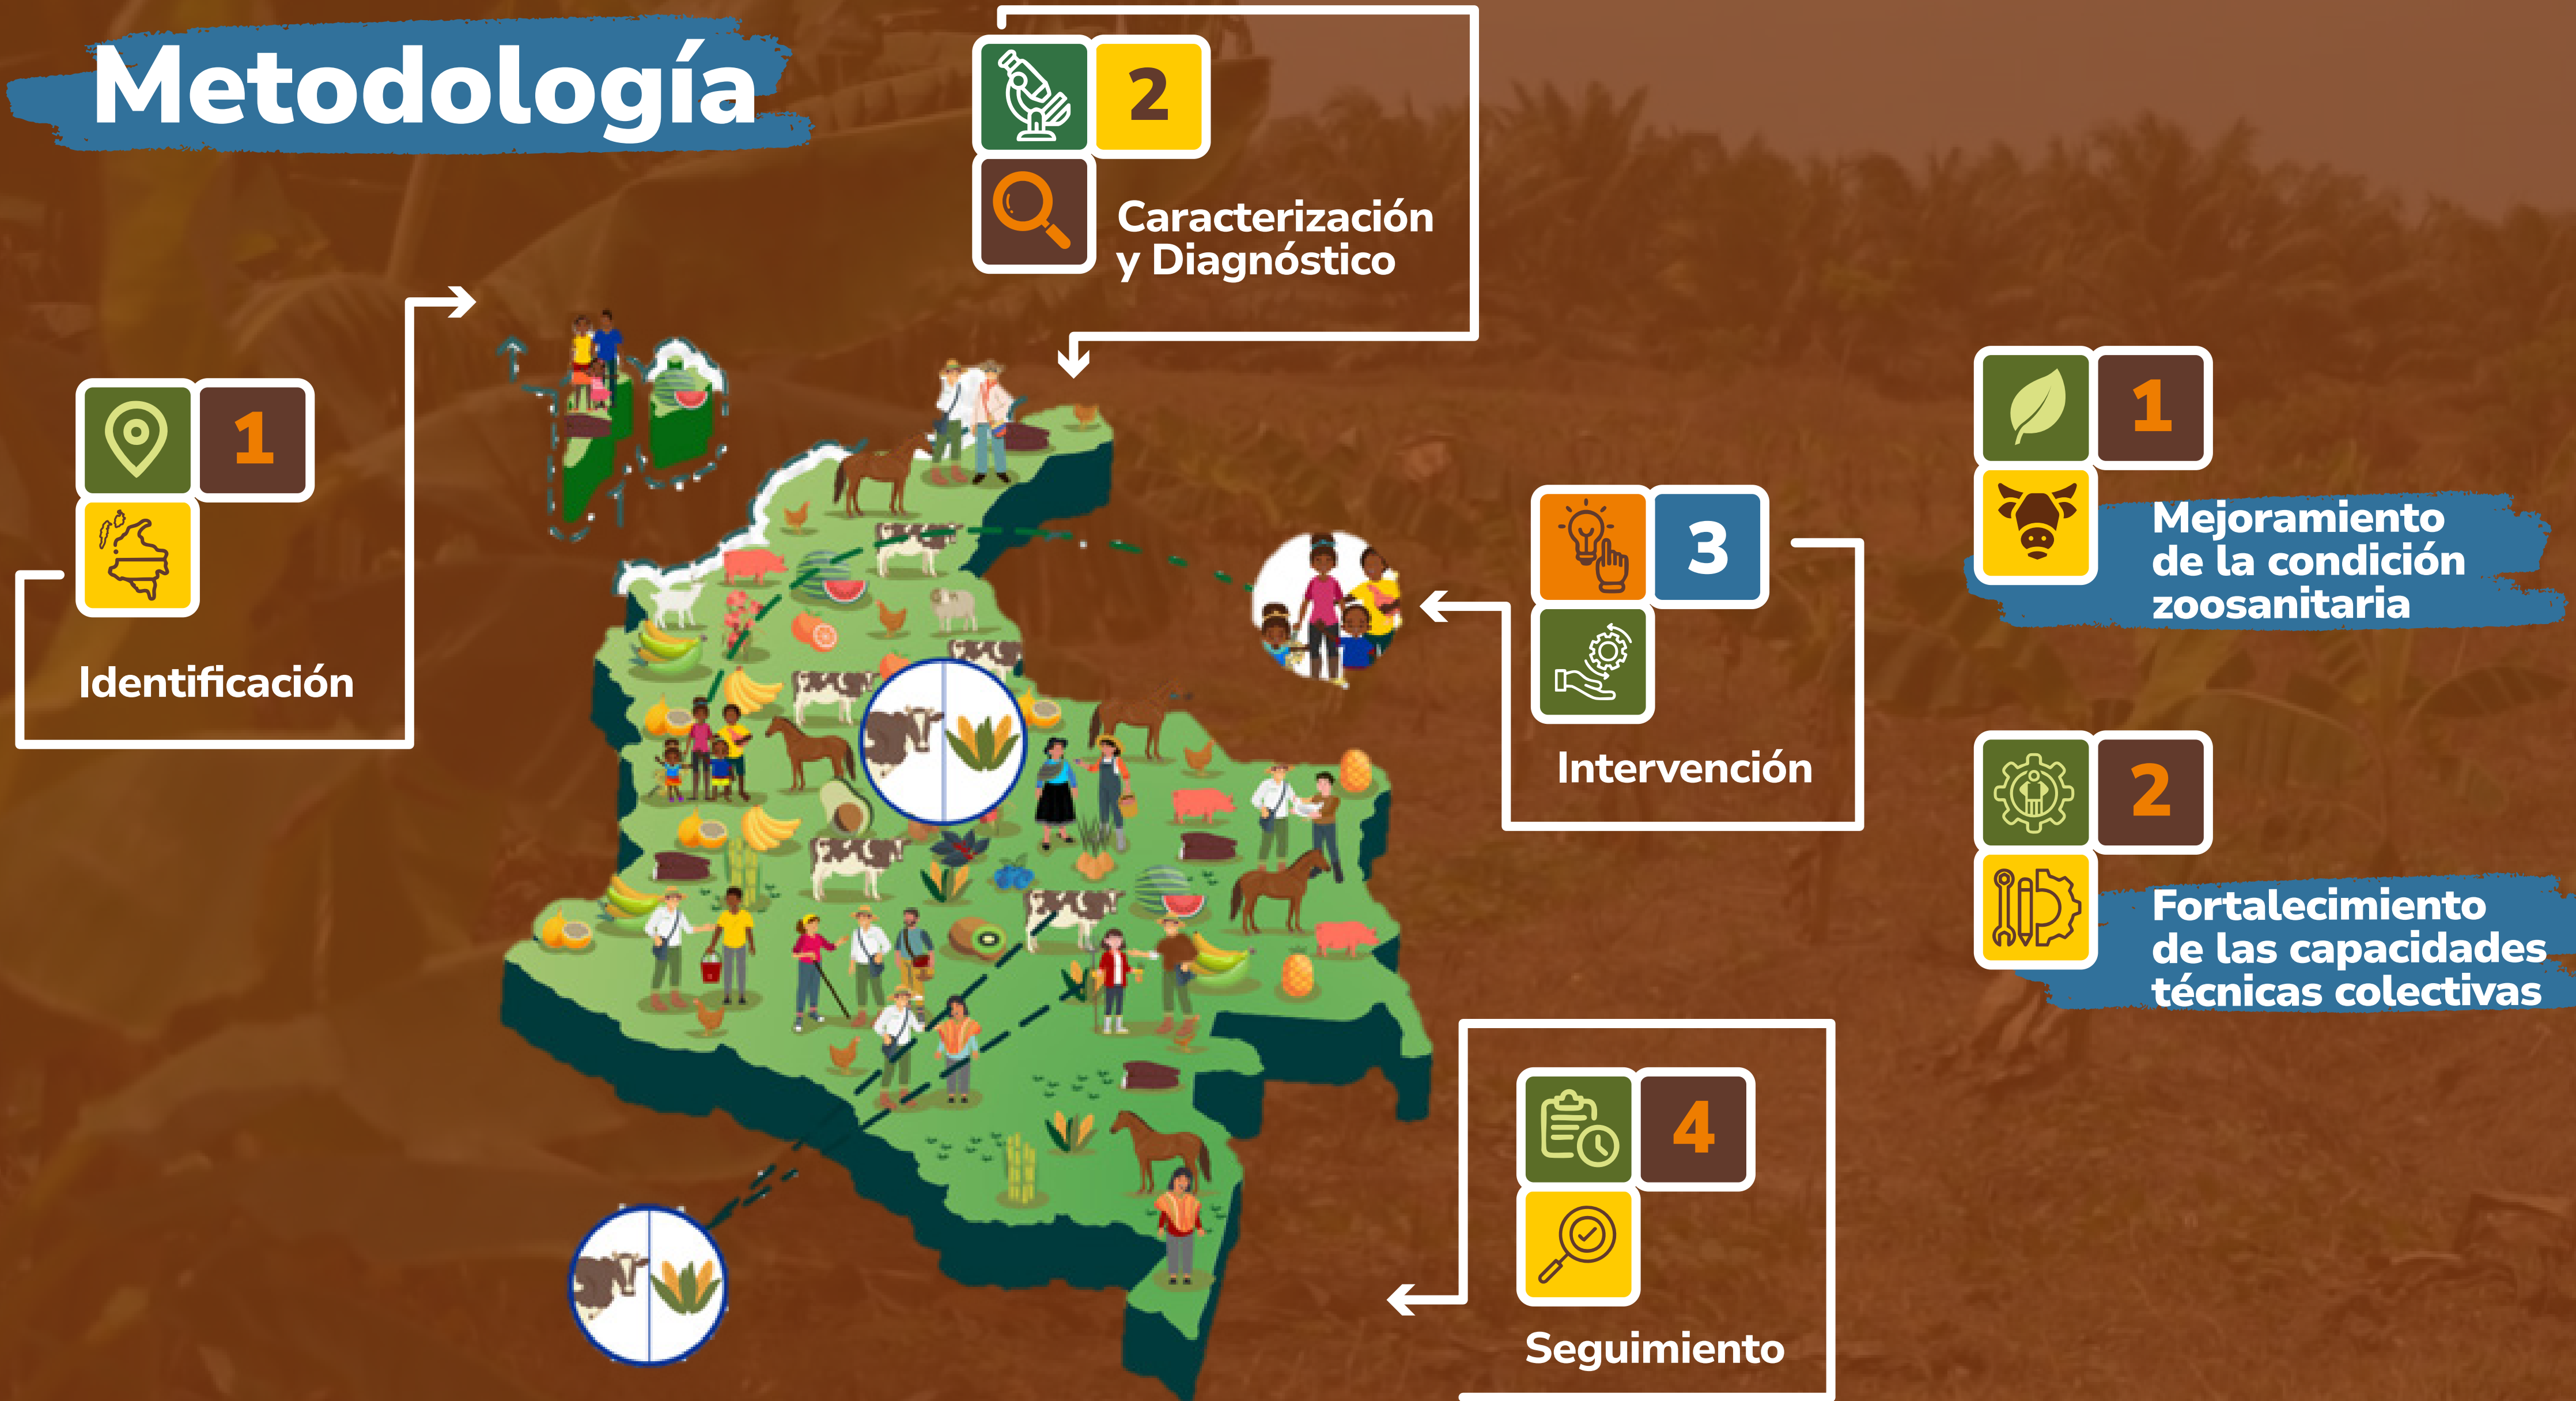 Metodología
2
Caracterización
y Diagnóstico
1
Identificación
3
Intervención
4
Seguimiento
1
Mejoramiento
de la condición
zoosanitaria
2
Fortalecimiento
de las capacidades
técnicas colectivas